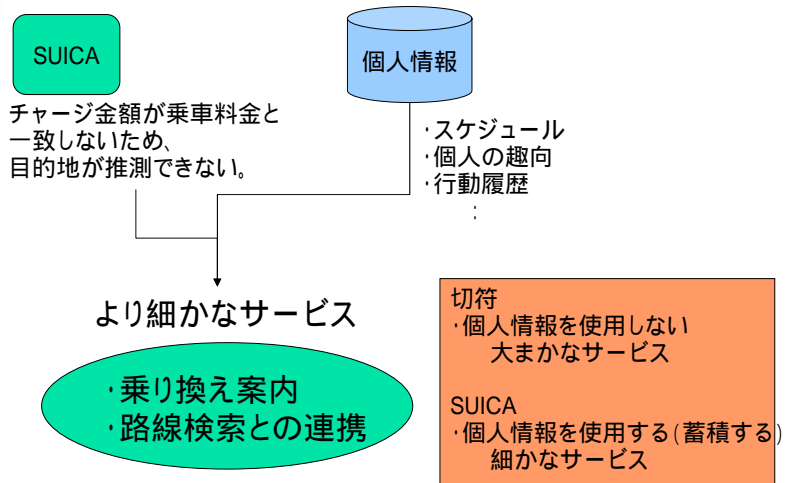 SUICA
個人情報
チャージ金額が乗車料金と
一致しないため、
目的地が推測できない。
・スケジュール
・個人の趣向
・行動履歴
:
より細かなサービス
・乗り換え案内
・路線検索との連携
切符
・個人情報を使用しない
大まかなサービス
SUICA
・個人情報を使用する(蓄積する)
細かなサービス